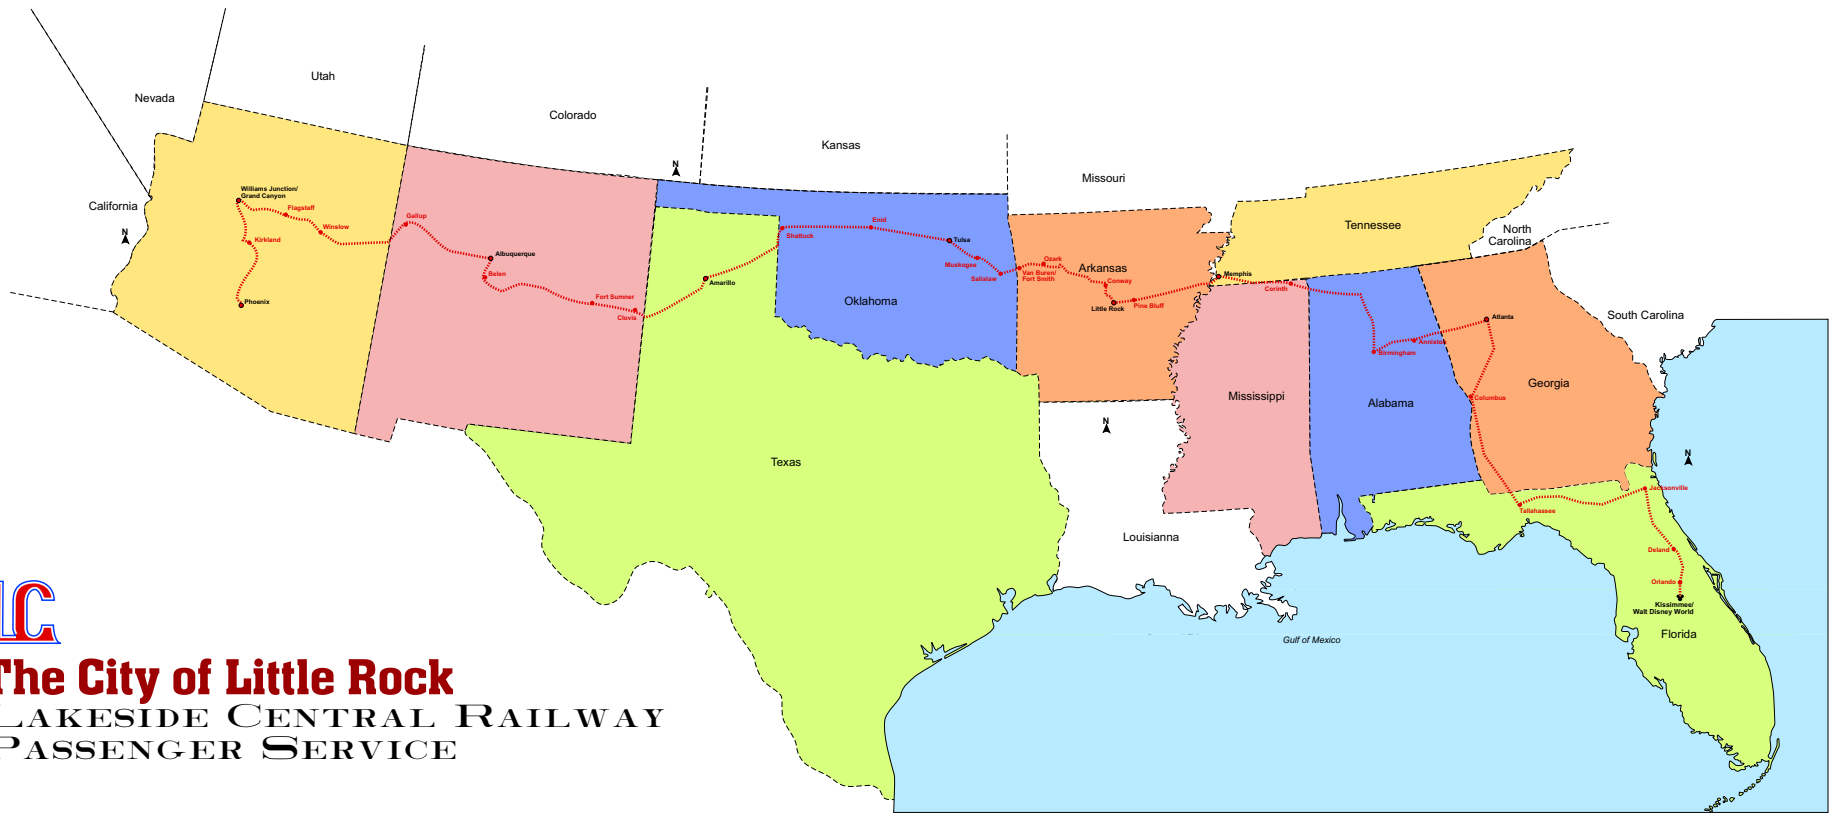 Nevada
Utah
Colorado
Kansas
Missouri
California
N
N
N
N
Tennessee
North
Carolina
South Carolina
Arkansas
Oklahoma
Texas
Louisianna
Mississippi
Alabama
Georgia
Florida
Gulf of Mexico
Williams Junction/
Grand Canyon
Flagstaff
Winslow
Kirkland
Phoenix
Gallup
Albuquerque
Belen
Fort Sumner
Clovis
Amarillo
Shattuck
Enid
Tulsa
Muskogee
Salislaw
Van Buren/
Fort Smith
Ozark
Conway
Little Rock
Pine Bluff
Memphis
Corinth
Birmingham
Anniston
Atlanta
Columbus
Tallahassee
Jacksonville
Deland
Orlando
Kissimmee/
Walt Disney World
LC
The City of Little Rock
Lakeside Central Railway
Passenger Service